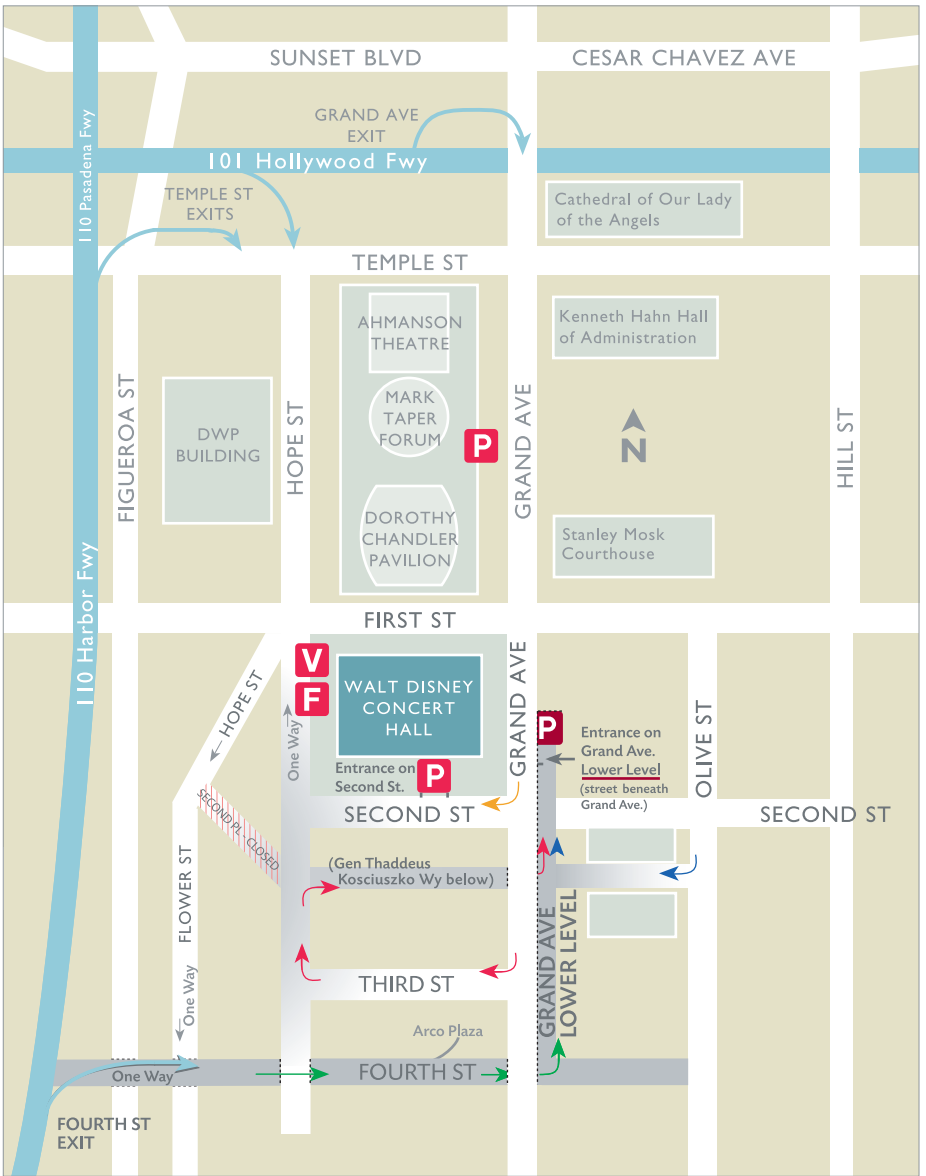 SUNSET BLVD
CESAR CHAVEZ AVE
GRAND AVE
EXIT
101 Hollywood Fwy
110 Pasadena Fwy
TEMPLE ST
EXITS
Cathedral of Our Lady
of the Angels
TEMPLE ST
AHMANSON
THEATRE
Kenneth Hahn Hall
of Administration
FIGUEROA ST
DWP
BUILDING
HOPE ST
MARK
TAPER
FORUM
P
GRAND AVE
N
HILL ST
DOROTHY
CHANDLER
PAVILION
Stanley Mosk
Courthouse
110 Harbor Fwy
FIRST ST
HOPE ST
V
F
One Way
WALT DISNEY
CONCERT
HALL
GRAND AVE
P
Entrance on
Grand Ave.
Lower Level
(street beneath
Grand Ave.)
OLIVE ST
Entrance on
Second St.
P
SECOND ST
SECOND ST
SECOND PL - CLOSED
(Gen Thaddeus
Kosciuszko Wy below)
FLOWER ST
One Way
THIRD ST
GRAND AVE
LOWER LEVEL
Arco Plaza
One Way
FOURTH ST
FOURTH ST
EXIT